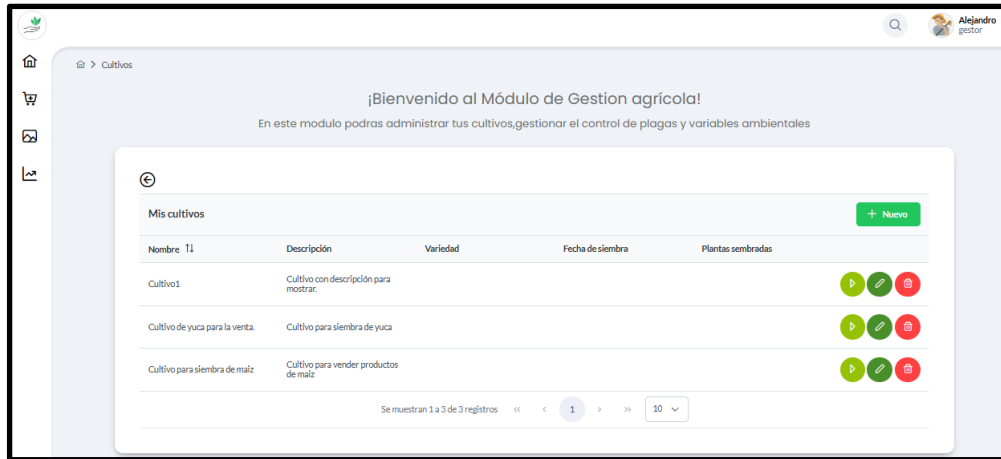 Alejandro
gestor
Cultivos
¡Bienvenido al Módulo de Gestion agrícola!
En este modulo podras administrar tus cultivos,gestionar el control de plagas y variables ambientales
Mis cultivos
+ Nuevo
Nombre Descripción Variedad Fecha de siembra Plantas sembradas
Cultivo1 Cultivo con descripción para
mostrar.
Cultivo de yuca para la venta. Cultivo para siembra de yuca
Cultivo para siembra de maiz Cultivo para vender productos
de maiz
Se muestran 1 a 3 de 3 registros << < 1 > >> 10